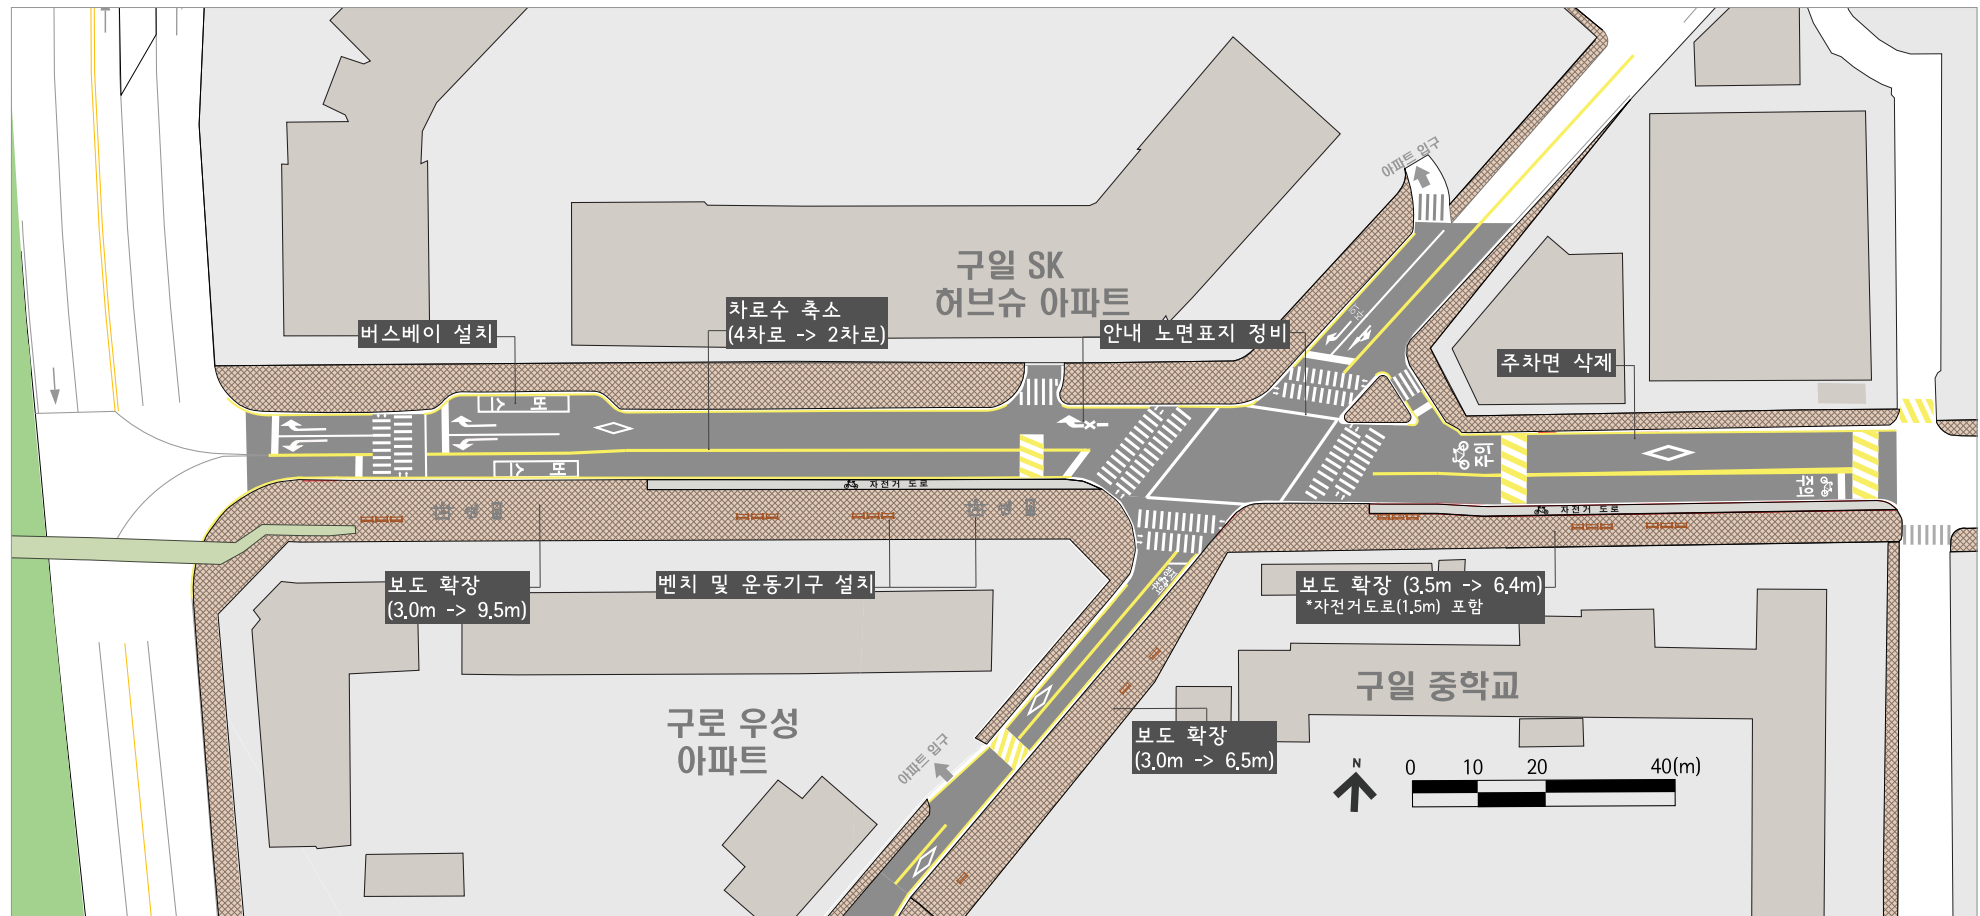 아파트 입구
구일 SK
허브슈 아파트
버스베이 설치
차로수 축소
(4차로 -> 2차로)
안내 노면표지 정비
주차면 삭제
자전거 도로
자전거 도로
보도 확장
(3.0m -> 9.5m)
벤치 및 운동기구 설치
보도 확장 (3.5m -> 6.4m)
*자전거도로(1.5m) 포함
구일 중학교
구로 우성
아파트
아파트 입구
보도 확장
(3.0m -> 6.5m)
N
0 10 20 40(m)